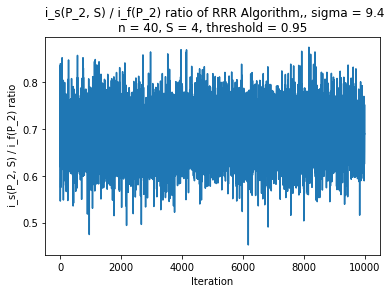 i_s(P_2, S) / i_f(P_2) ratio of RRR Algorithm,, sigma = 9.4
n = 40, S = 4, threshold = 0.95
i_s(P_2, S) / i_f(P_2) ratio
0.8
0.7
0.6
0.5
0
2000
4000
6000
8000
10000
Iteration